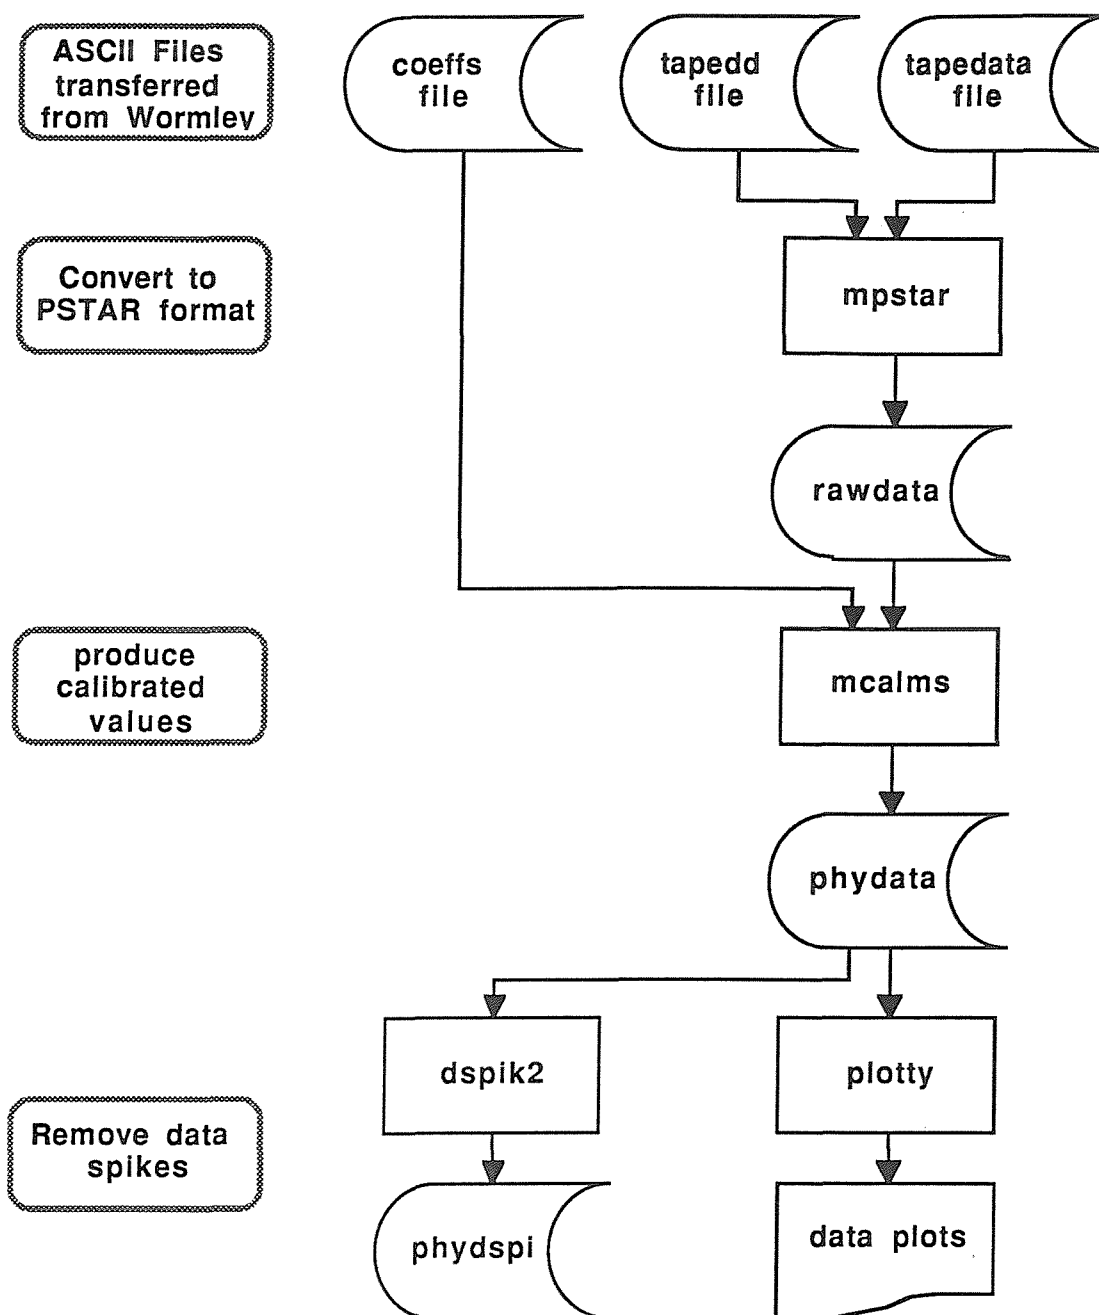 ASCII Files
transferred
from Wormley
coeffs
file
tapedd
file
tapedata
file
Convert to
PSTAR format
mpstar
rawdata
produce
calibrated
values
mcalms
phydata
dspik2
plotty
Remove data
spikes
phydspi
data plots